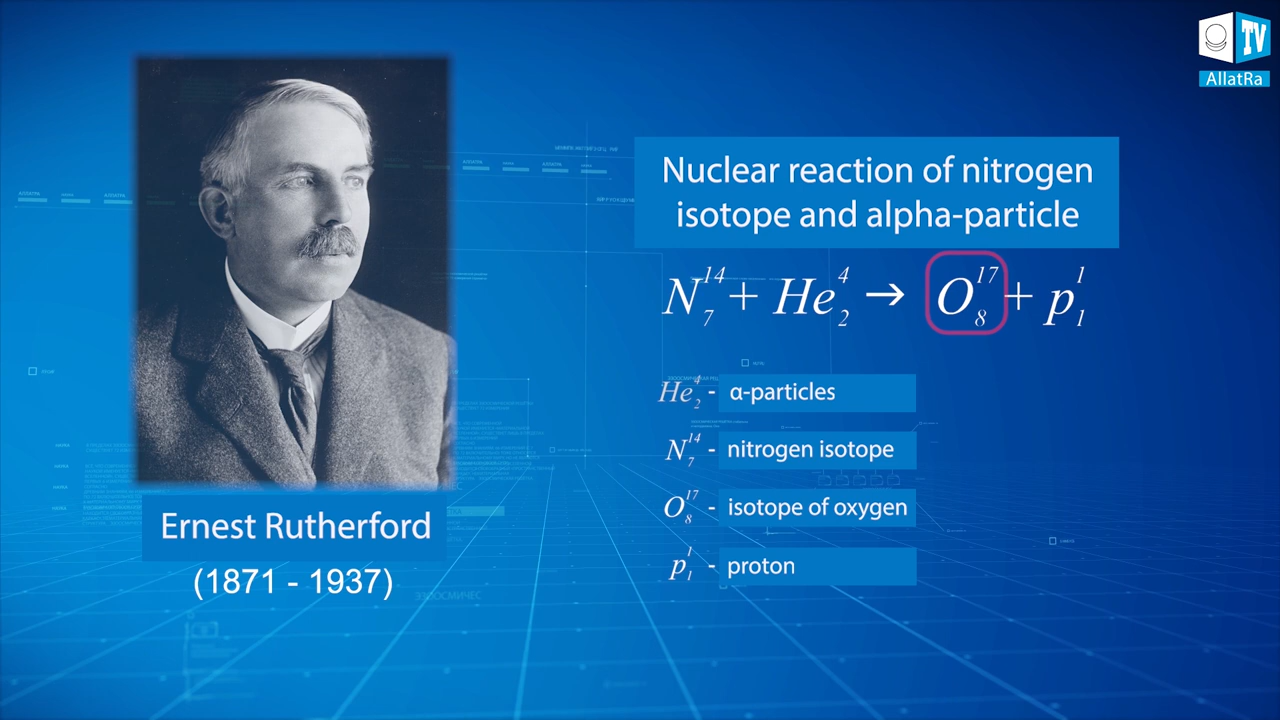 TV
AllatRa
Nuclear reaction of nitrogen
isotope and alpha-particle
N₇¹⁴ + He₂⁴ → O₈¹⁷ + p₁¹
He₂⁴ - α-particles
N₇¹⁴ - nitrogen isotope
O₈¹⁷ - isotope of oxygen
p₁¹ - proton
Ernest Rutherford
(1871 - 1937)